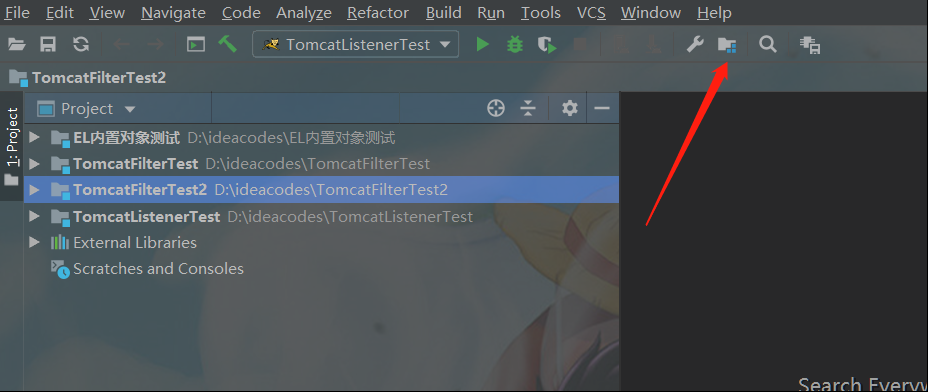 File Edit View Navigate Code Analyze Refactor Build Run Tools VCS Window Help
TomcatListenerTest
TomcatFilterTest2
1: Project
Project
EL内置对象测试 D:\ideacodes\EL内置对象测试
TomcatFilterTest D:\ideacodes\TomcatFilterTest
TomcatFilterTest2 D:\ideacodes\TomcatFilterTest2
TomcatListenerTest D:\ideacodes\TomcatListenerTest
External Libraries
Scratches and Consoles
Search